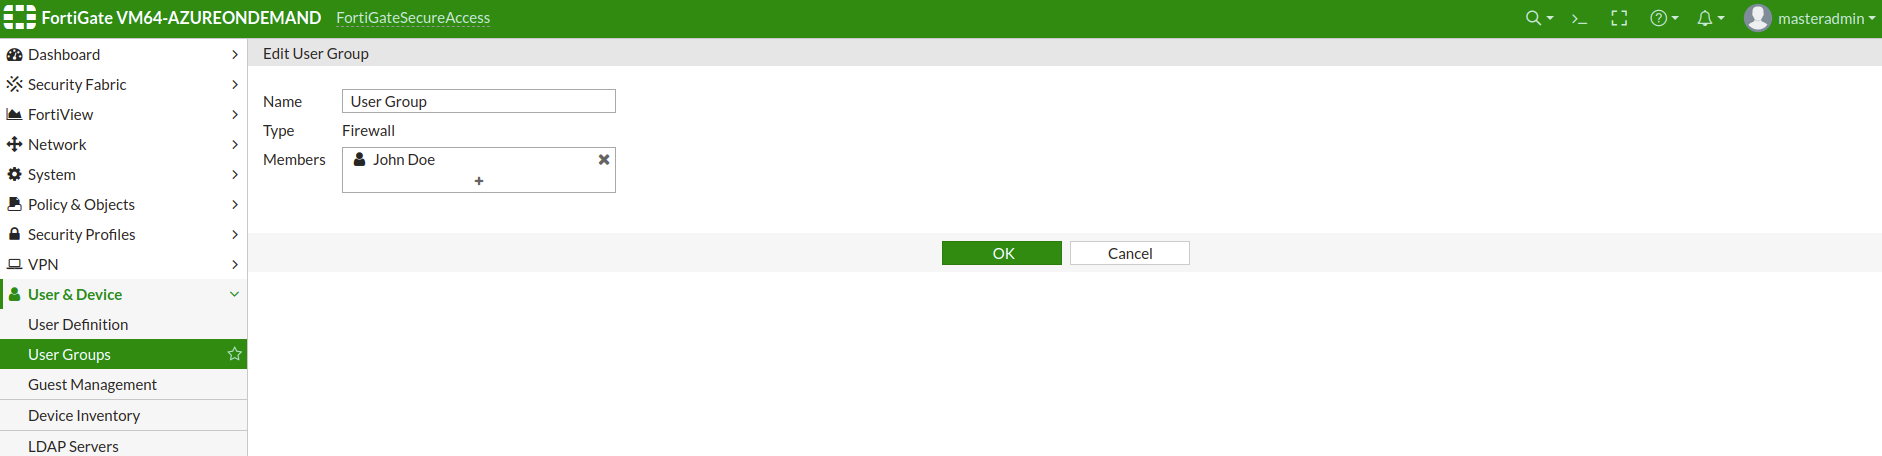 FortiGate VM64-AZUREONDEMAND FortiGateSecureAccess masteradmin
Dashboard
Security Fabric
FortiView
Network
System
Policy & Objects
Security Profiles
VPN
User & Device
User Definition
User Groups
Guest Management
Device Inventory
LDAP Servers
Edit User Group
Name User Group
Type Firewall
Members John Doe
+
OK Cancel